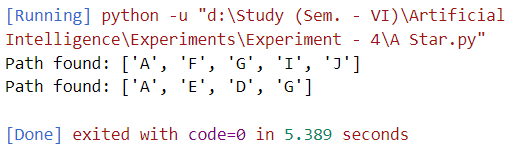 [Running] python -u "d:\Study (Sem. - VI)\Artificial
Intelligence\Experiments\Experiment - 4\A Star.py"
Path found: ['A', 'F', 'G', 'I', 'J']
Path found: ['A', 'E', 'D', 'G']
[Done] exited with code=0 in 5.389 seconds